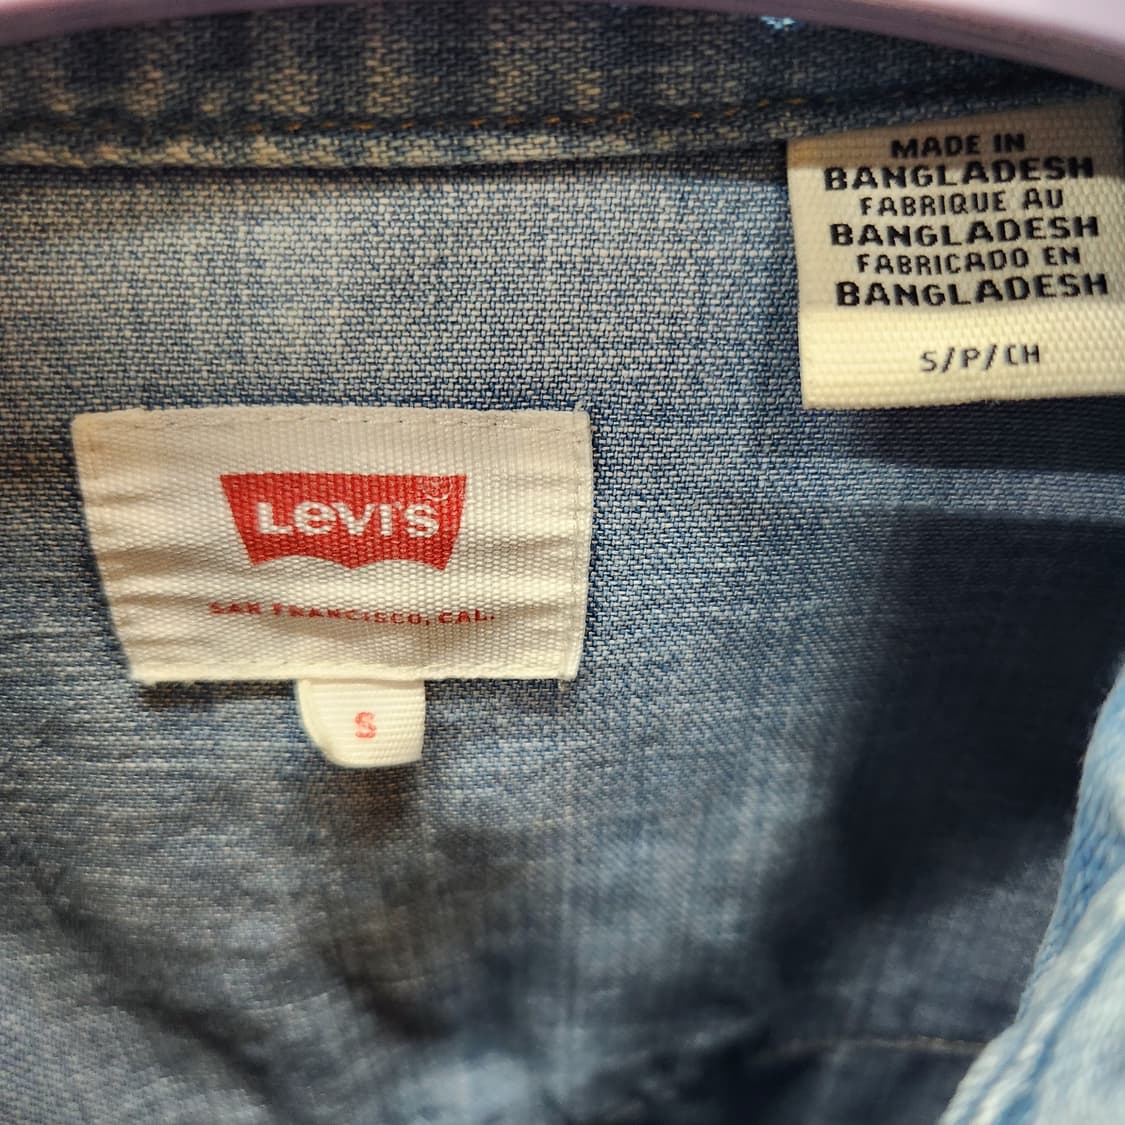 MADE IN
BANGLADESH
FABRIQUE AU
BANGLADESH
FABRICADO EN
BANGLADESH
S/P/CH
Levi's
SAN FRANCISCO, CAL.
S